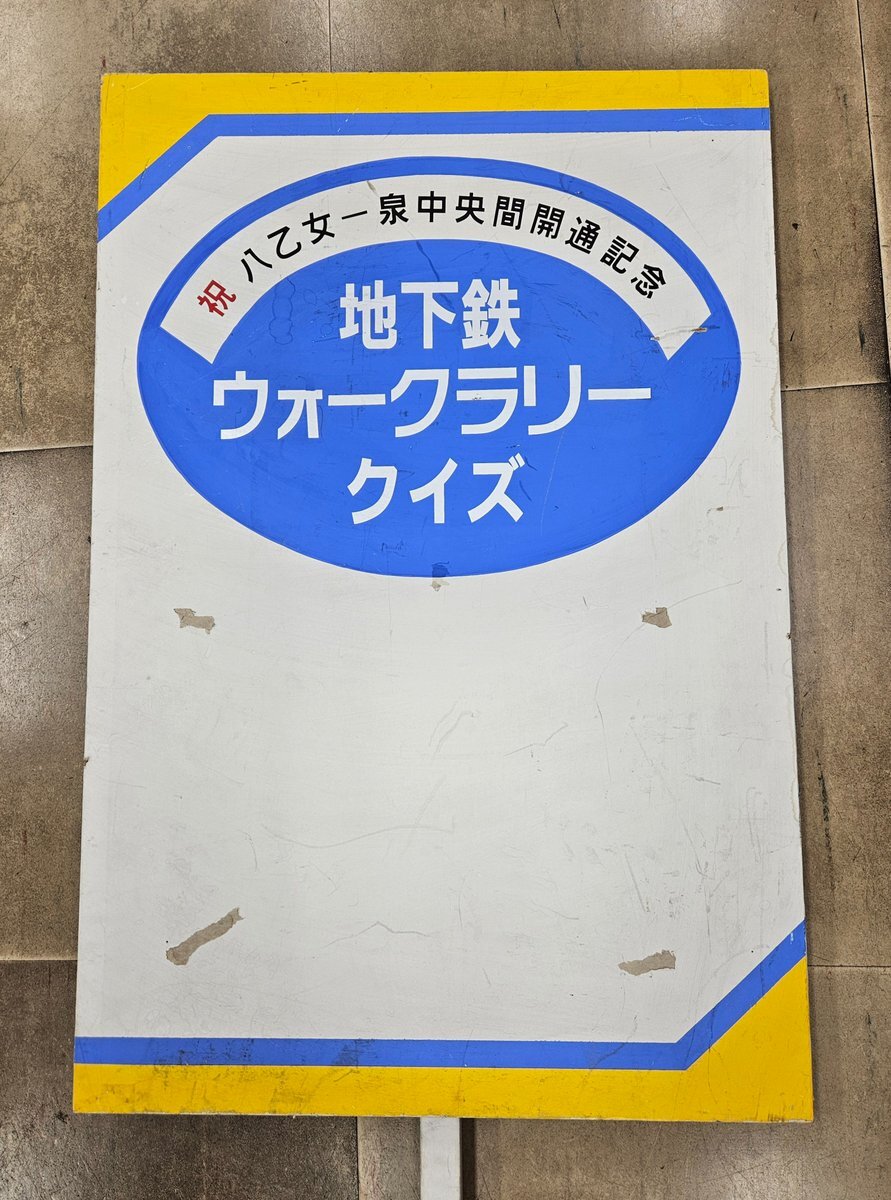 祝 八乙女ー泉中央間開通記念
地下鉄
ウォークラリー
クイズ